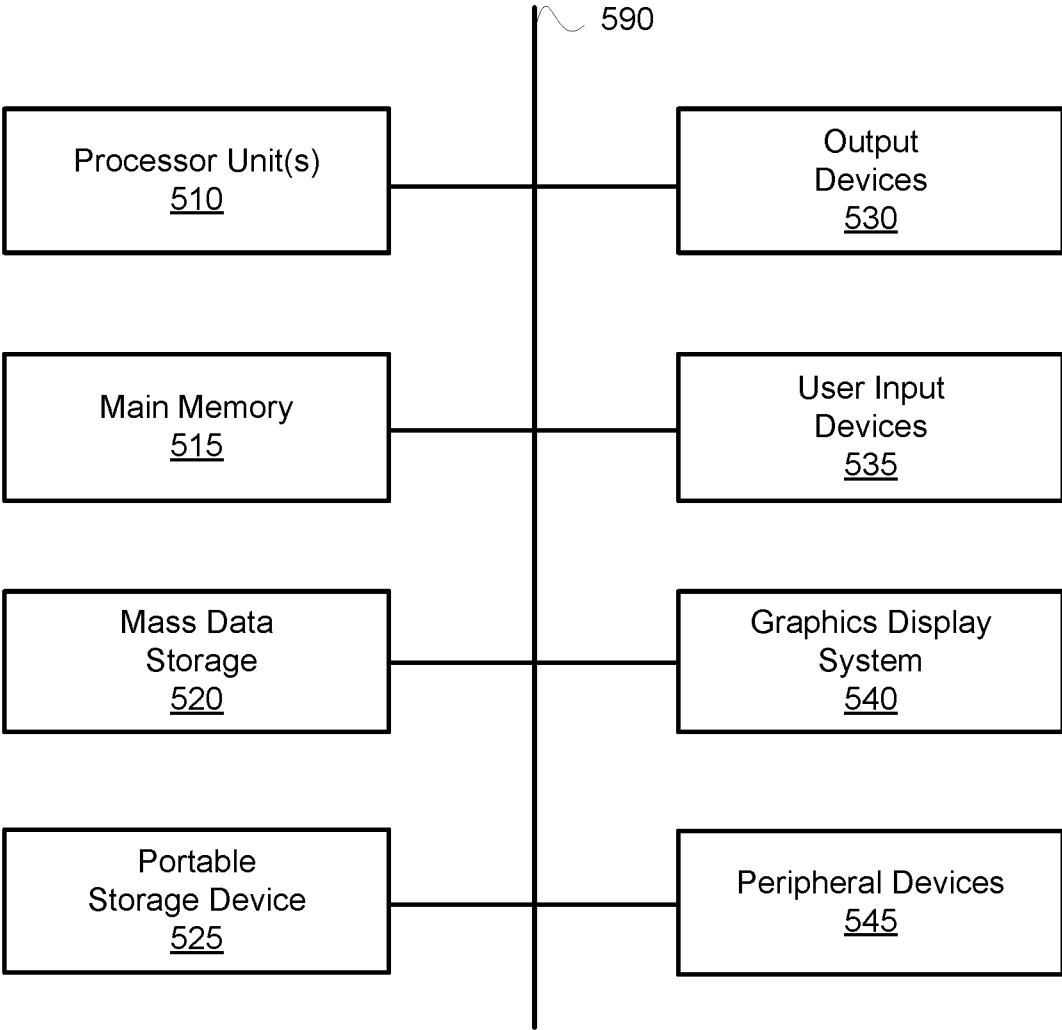 590
Processor Unit(s)
510
Output
Devices
530
Main Memory
515
User Input
Devices
535
Mass Data
Storage
520
Graphics Display
System
540
Portable
Storage Device
525
Peripheral Devices
545